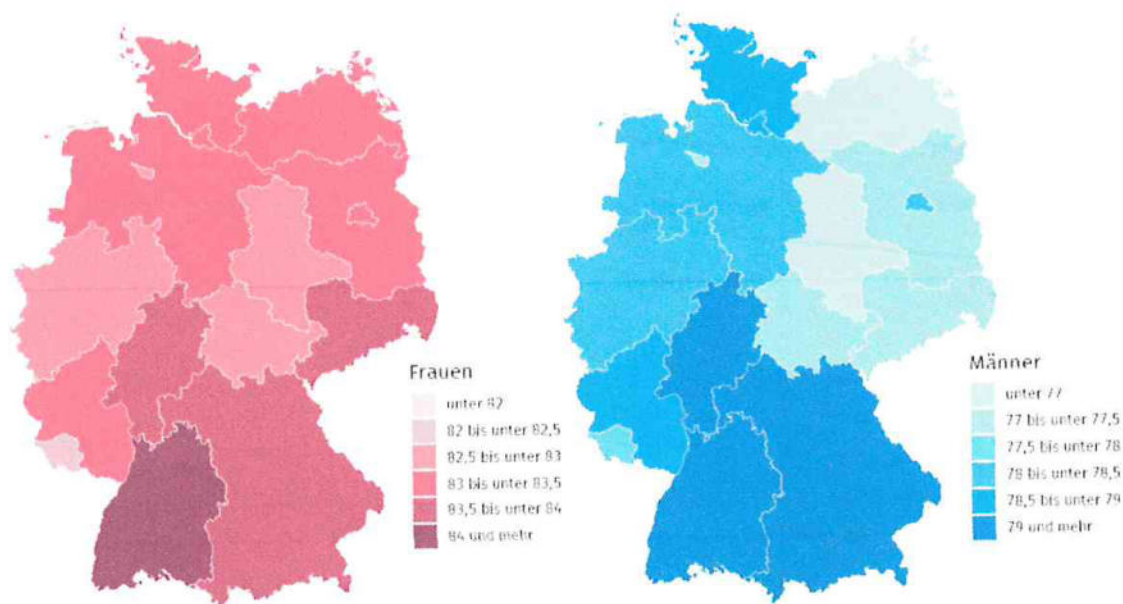 Frauen
unter 82
82 bis unter 82,5
82,5 bis unter 83
83 bis unter 83,5
83,5 bis unter 84
84 und mehr
Männer
unter 77
77 bis unter 77,5
77,5 bis unter 78
78 bis unter 78,5
78,5 bis unter 79
79 und mehr